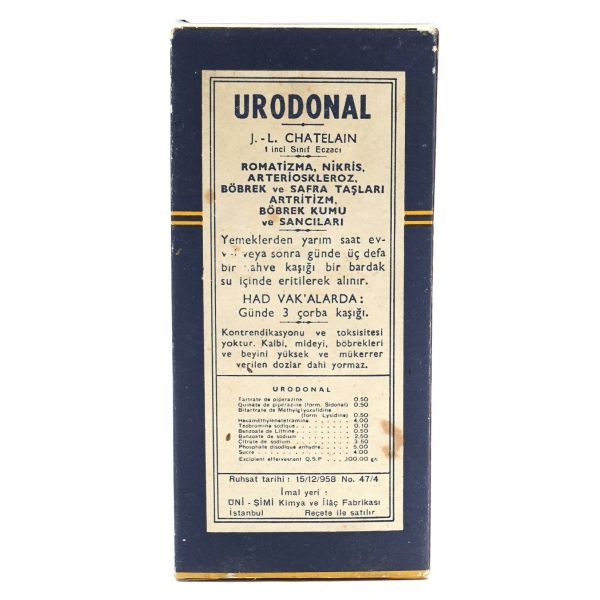 URODONAL
J.-L. CHATELAIN
1 inci Sınıf Eczacı
ROMATİZMA, NİKRİS,
ARTERİOSKLEROZ,
BÖBREK ve SAFRA TAŞLARI
ARTRİTİZM,
BÖBREK KUMU
ve SANCILARI
Yemeklerden yarım saat ev-
veya sonra günde üç defa
bir kahve kaşığı bir bardak
su içinde eritilerek alınır.
HAD VAK'ALARDA:
Günde 3 çorba kaşığı.
Kontrendikasyonu ve toksisitesi
yoktur. Kalbi, mideyi, böbrekleri
ve beyini yüksek ve mükerrer
verilen dozlar dahi yormaz.
URODONAL
Tartrate de piperazine 0.50
Quinate de piperazine (form. Sidonal) 0.50
Bitartrate de Methylglyoxalidine
(form Lysidine) 0.50
Hexaméthylenetetramine 4.00
Teobromine sodique 0.10
Benzoate de Lithine 0.50
Benzoate de sodium 2.50
Citrate de sodium 3.50
Phosphate disodique anhydre 5.00
Sucre 4.00
Excipient effervescent Q.S.P. 100.00 gr.
Ruhsat tarihi : 15/12/958 No. 47/4
İmal yeri :
ÜNİ - ŞİMİ Kimya ve İlâç Fabrikası
İstanbul Reçete ile satılır